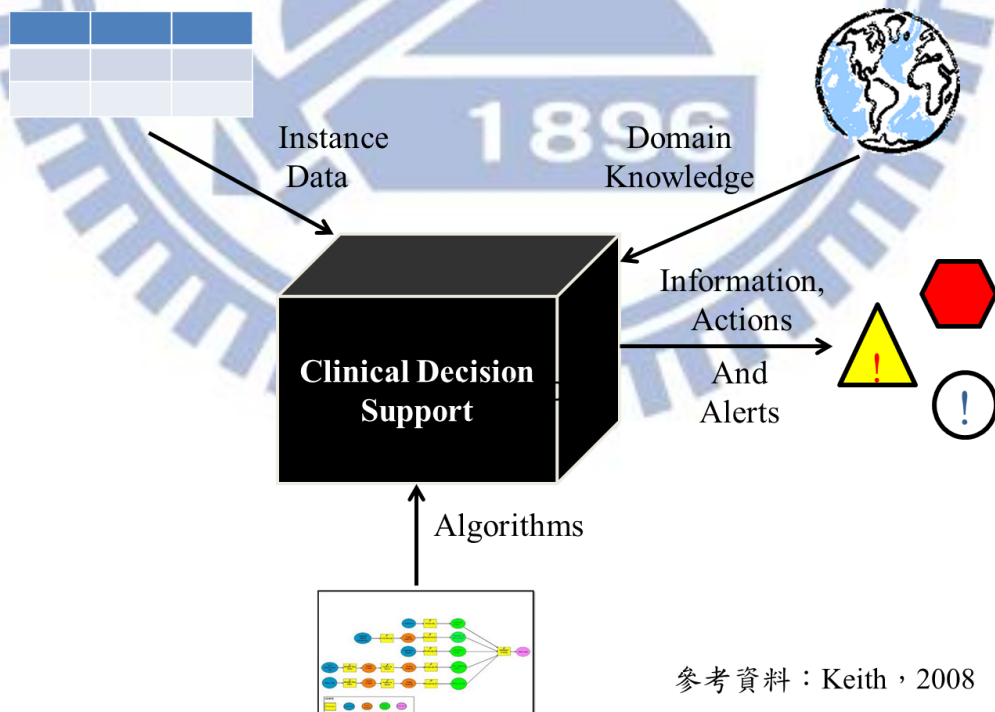 1896
Instance
Data
Domain
Knowledge
Information,
Actions
And
Alerts
!
!
Clinical Decision
Support
Algorithms
參考資料：Keith，2008